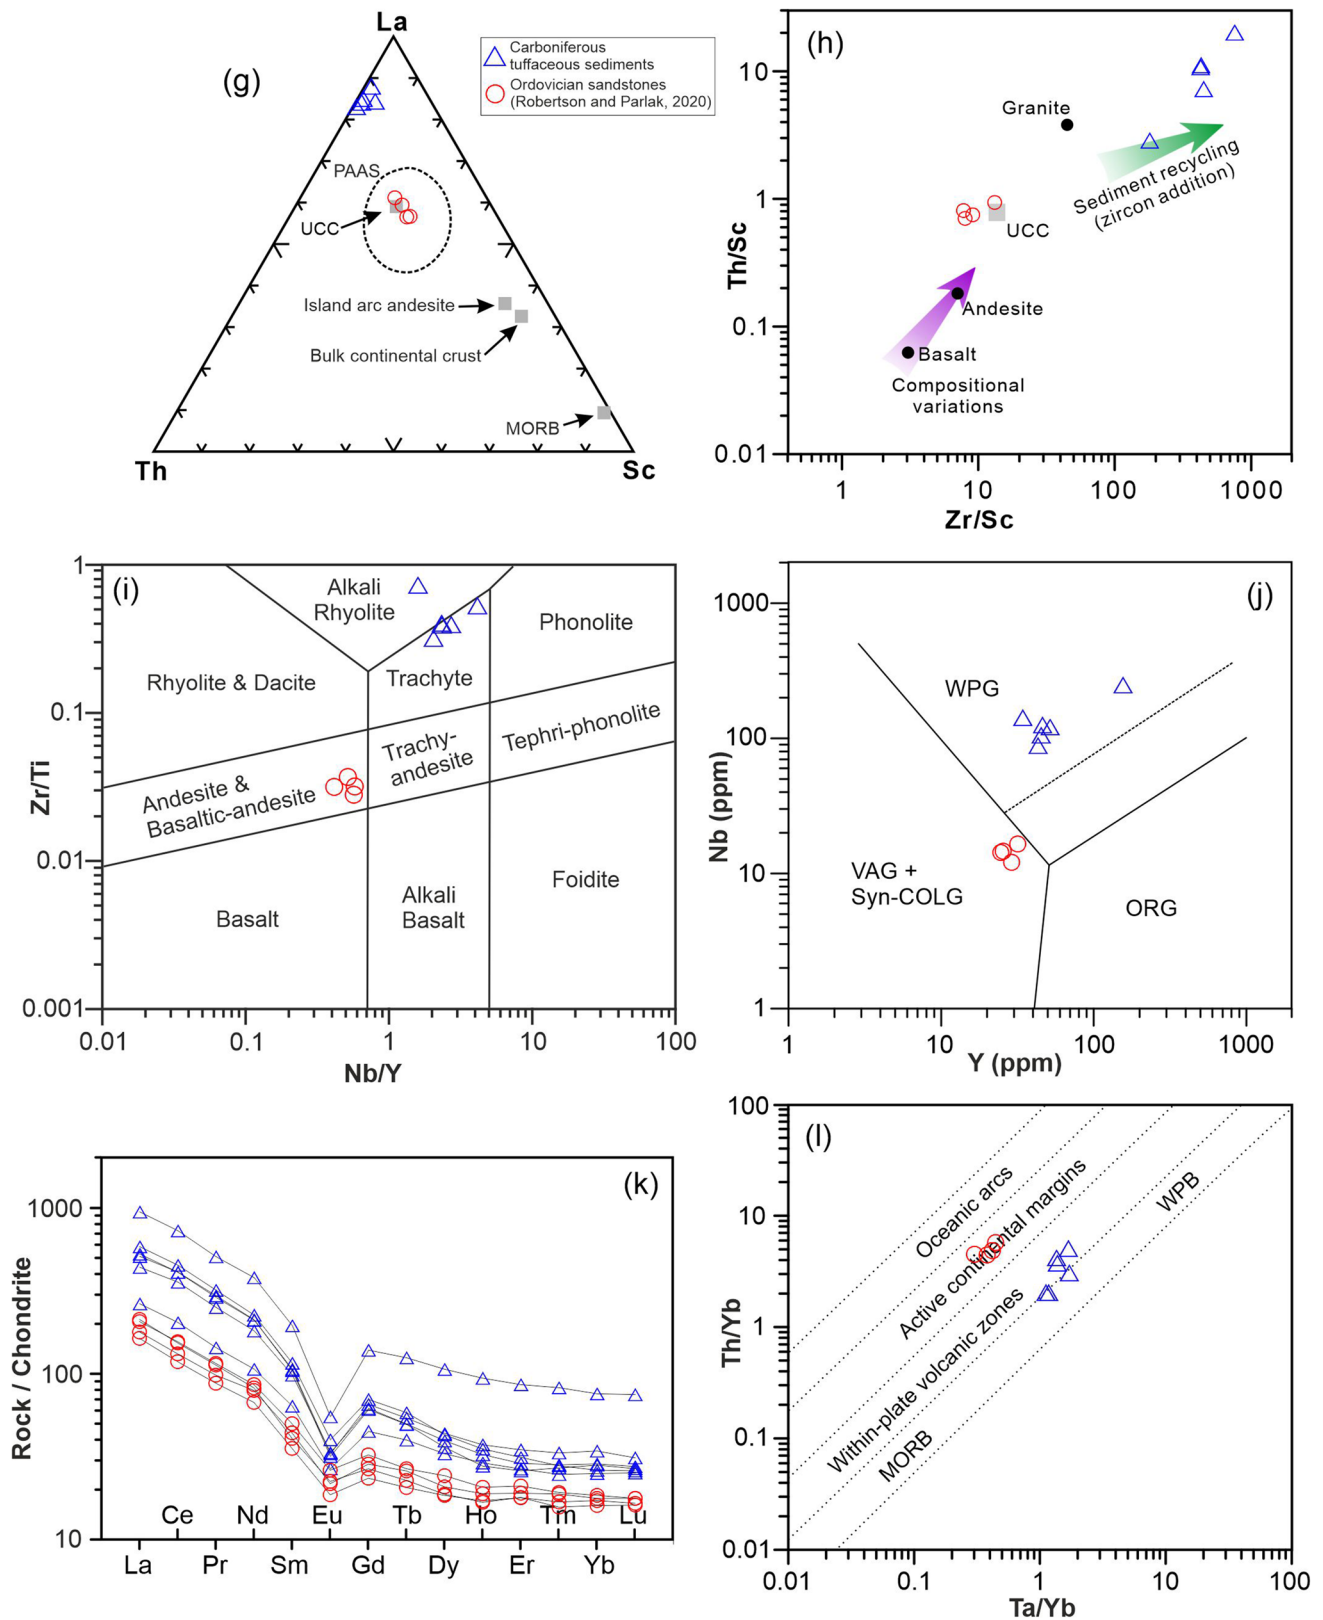 (g)
La
Th
Sc
Carboniferous
tuffaceous sediments
Ordovician sandstones
(Robertson and Parlak, 2020)
PAAS
UCC
Island arc andesite
Bulk continental crust
MORB
(h)
Th/Sc
10
1
0.1
0.01
Granite
Sediment recycling
(zircon addition)
UCC
Andesite
Basalt
Compositional
variations
1
10
100
1000
Zr/Sc
(i)
Zr/Ti
1
0.1
0.01
0.001
Alkali
Rhyolite
Phonolite
Rhyolite & Dacite
Trachyte
Trachy-
andesite
Tephri-phonolite
Andesite &
Basaltic-andesite
Basalt
Alkali
Basalt
Foidite
0.01
0.1
1
10
100
Nb/Y
(j)
Nb (ppm)
1000
100
10
1
WPG
VAG +
Syn-COLG
ORG
1
10
100
1000
Y (ppm)
(k)
Rock / Chondrite
1000
100
10
Ce
Nd
Eu
Tb
Ho
Tm
Lu
La
Pr
Sm
Gd
Dy
Er
Yb
(l)
Th/Yb
100
10
1
0.1
0.01
Oceanic arcs
Active continental margins
WPB
Within-plate volcanic zones
MORB
0.01
0.1
1
10
100
Ta/Yb